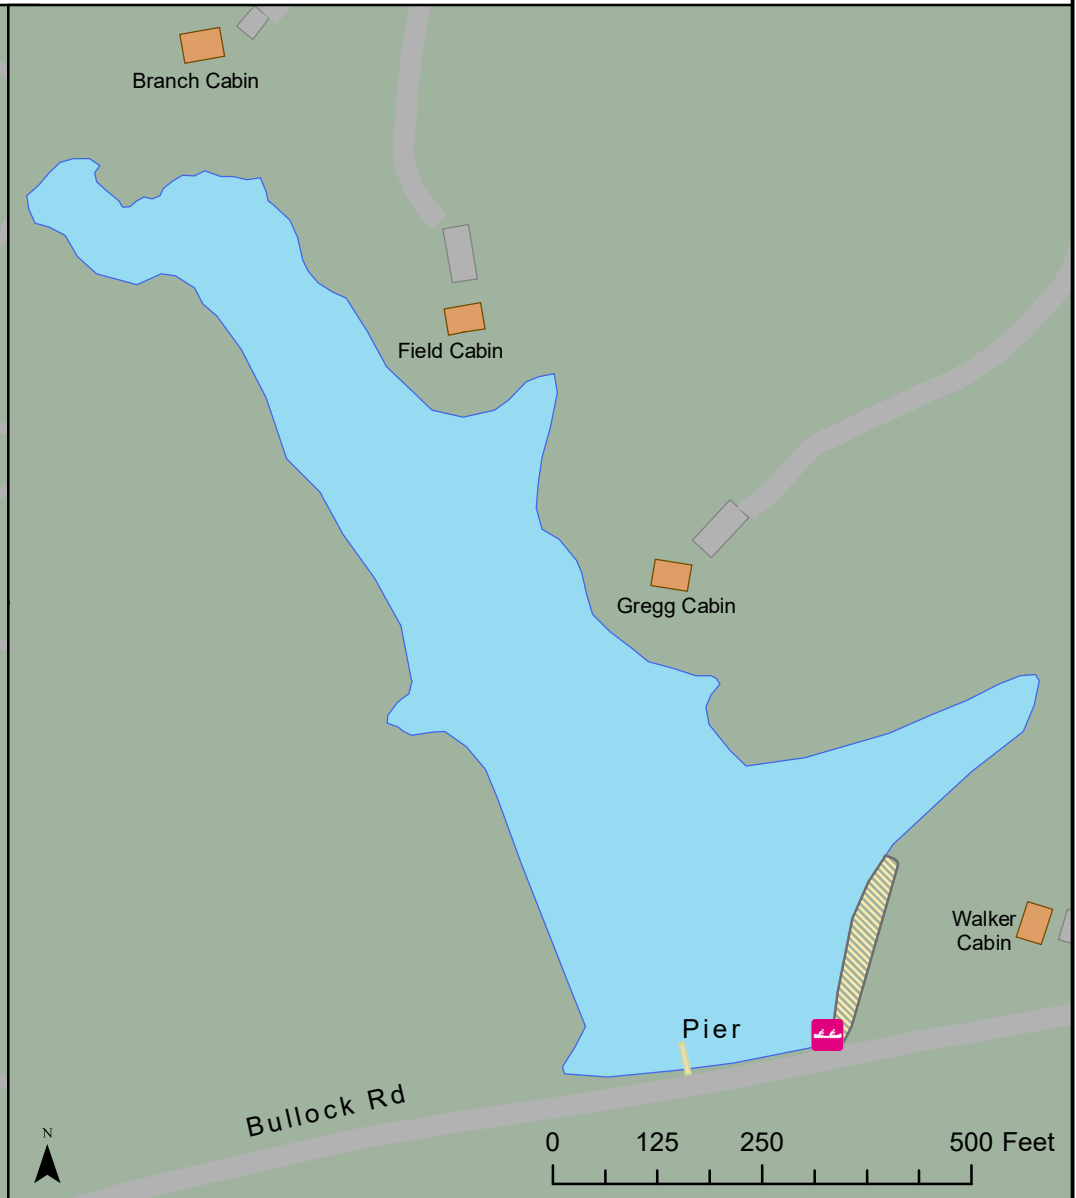 Branch Cabin
Field Cabin
Gregg Cabin
Walker
Cabin
Pier
Bullock Rd
N
0 125 250 500 Feet